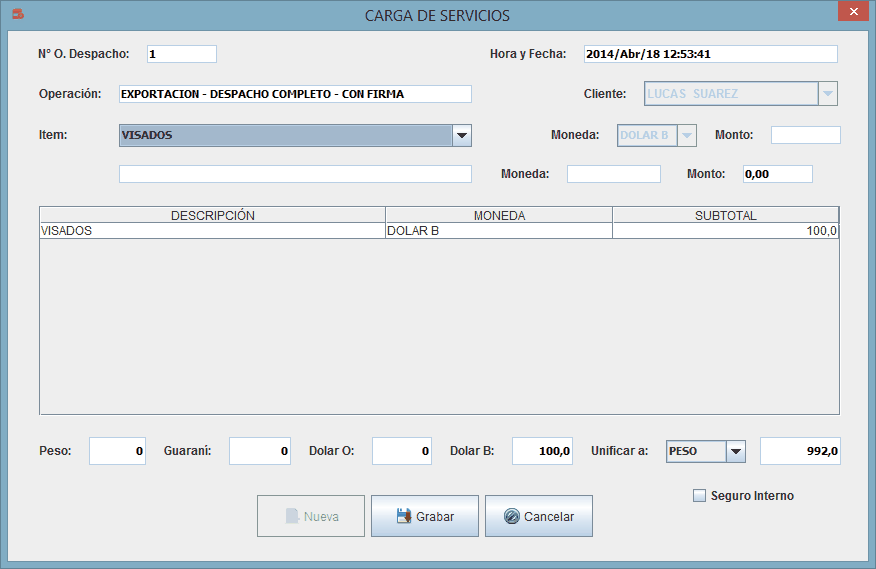 CARGA DE SERVICIOS
Nº O. Despacho: 1 Hora y Fecha: 2014/Abr/18 12:53:41
Operación: EXPORTACION - DESPACHO COMPLETO - CON FIRMA Cliente: LUCAS SUAREZ
Item: VISADOS Moneda: DOLAR B Monto:
Moneda: Monto: 0,00
DESCRIPCIÓN MONEDA SUBTOTAL
VISADOS DOLAR B 100,0
Peso: 0 Guaraní: 0 Dolar O: 0 Dolar B: 100,0 Unificar a: PESO 992,0
Seguro Interno
Nueva Grabar Cancelar